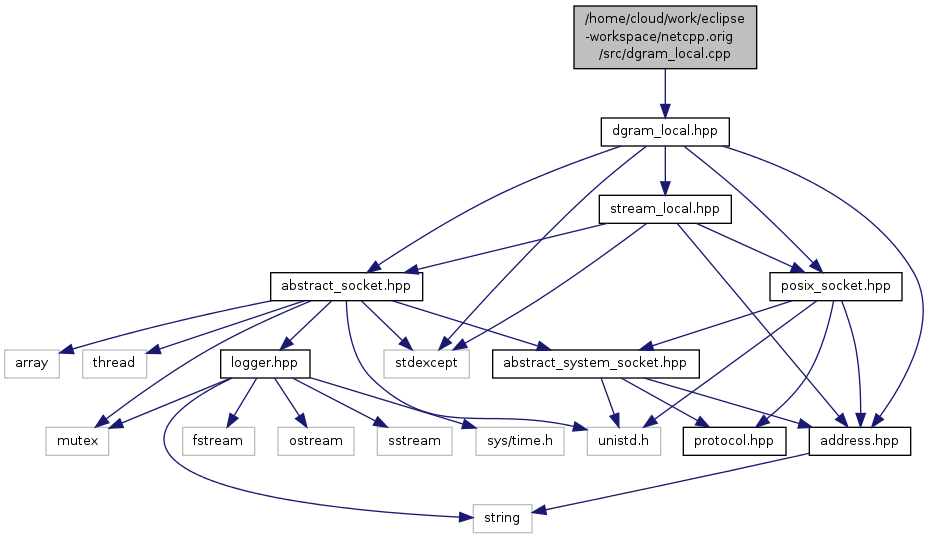 /home/cloud/work/eclipse
-workspace/netcpp.orig
/src/dgram_local.cpp
dgram_local.hpp
stream_local.hpp
abstract_socket.hpp
posix_socket.hpp
array
thread
logger.hpp
stdexcept
abstract_system_socket.hpp
mutex
fstream
ostream
sstream
sys/time.h
unistd.h
protocol.hpp
address.hpp
string